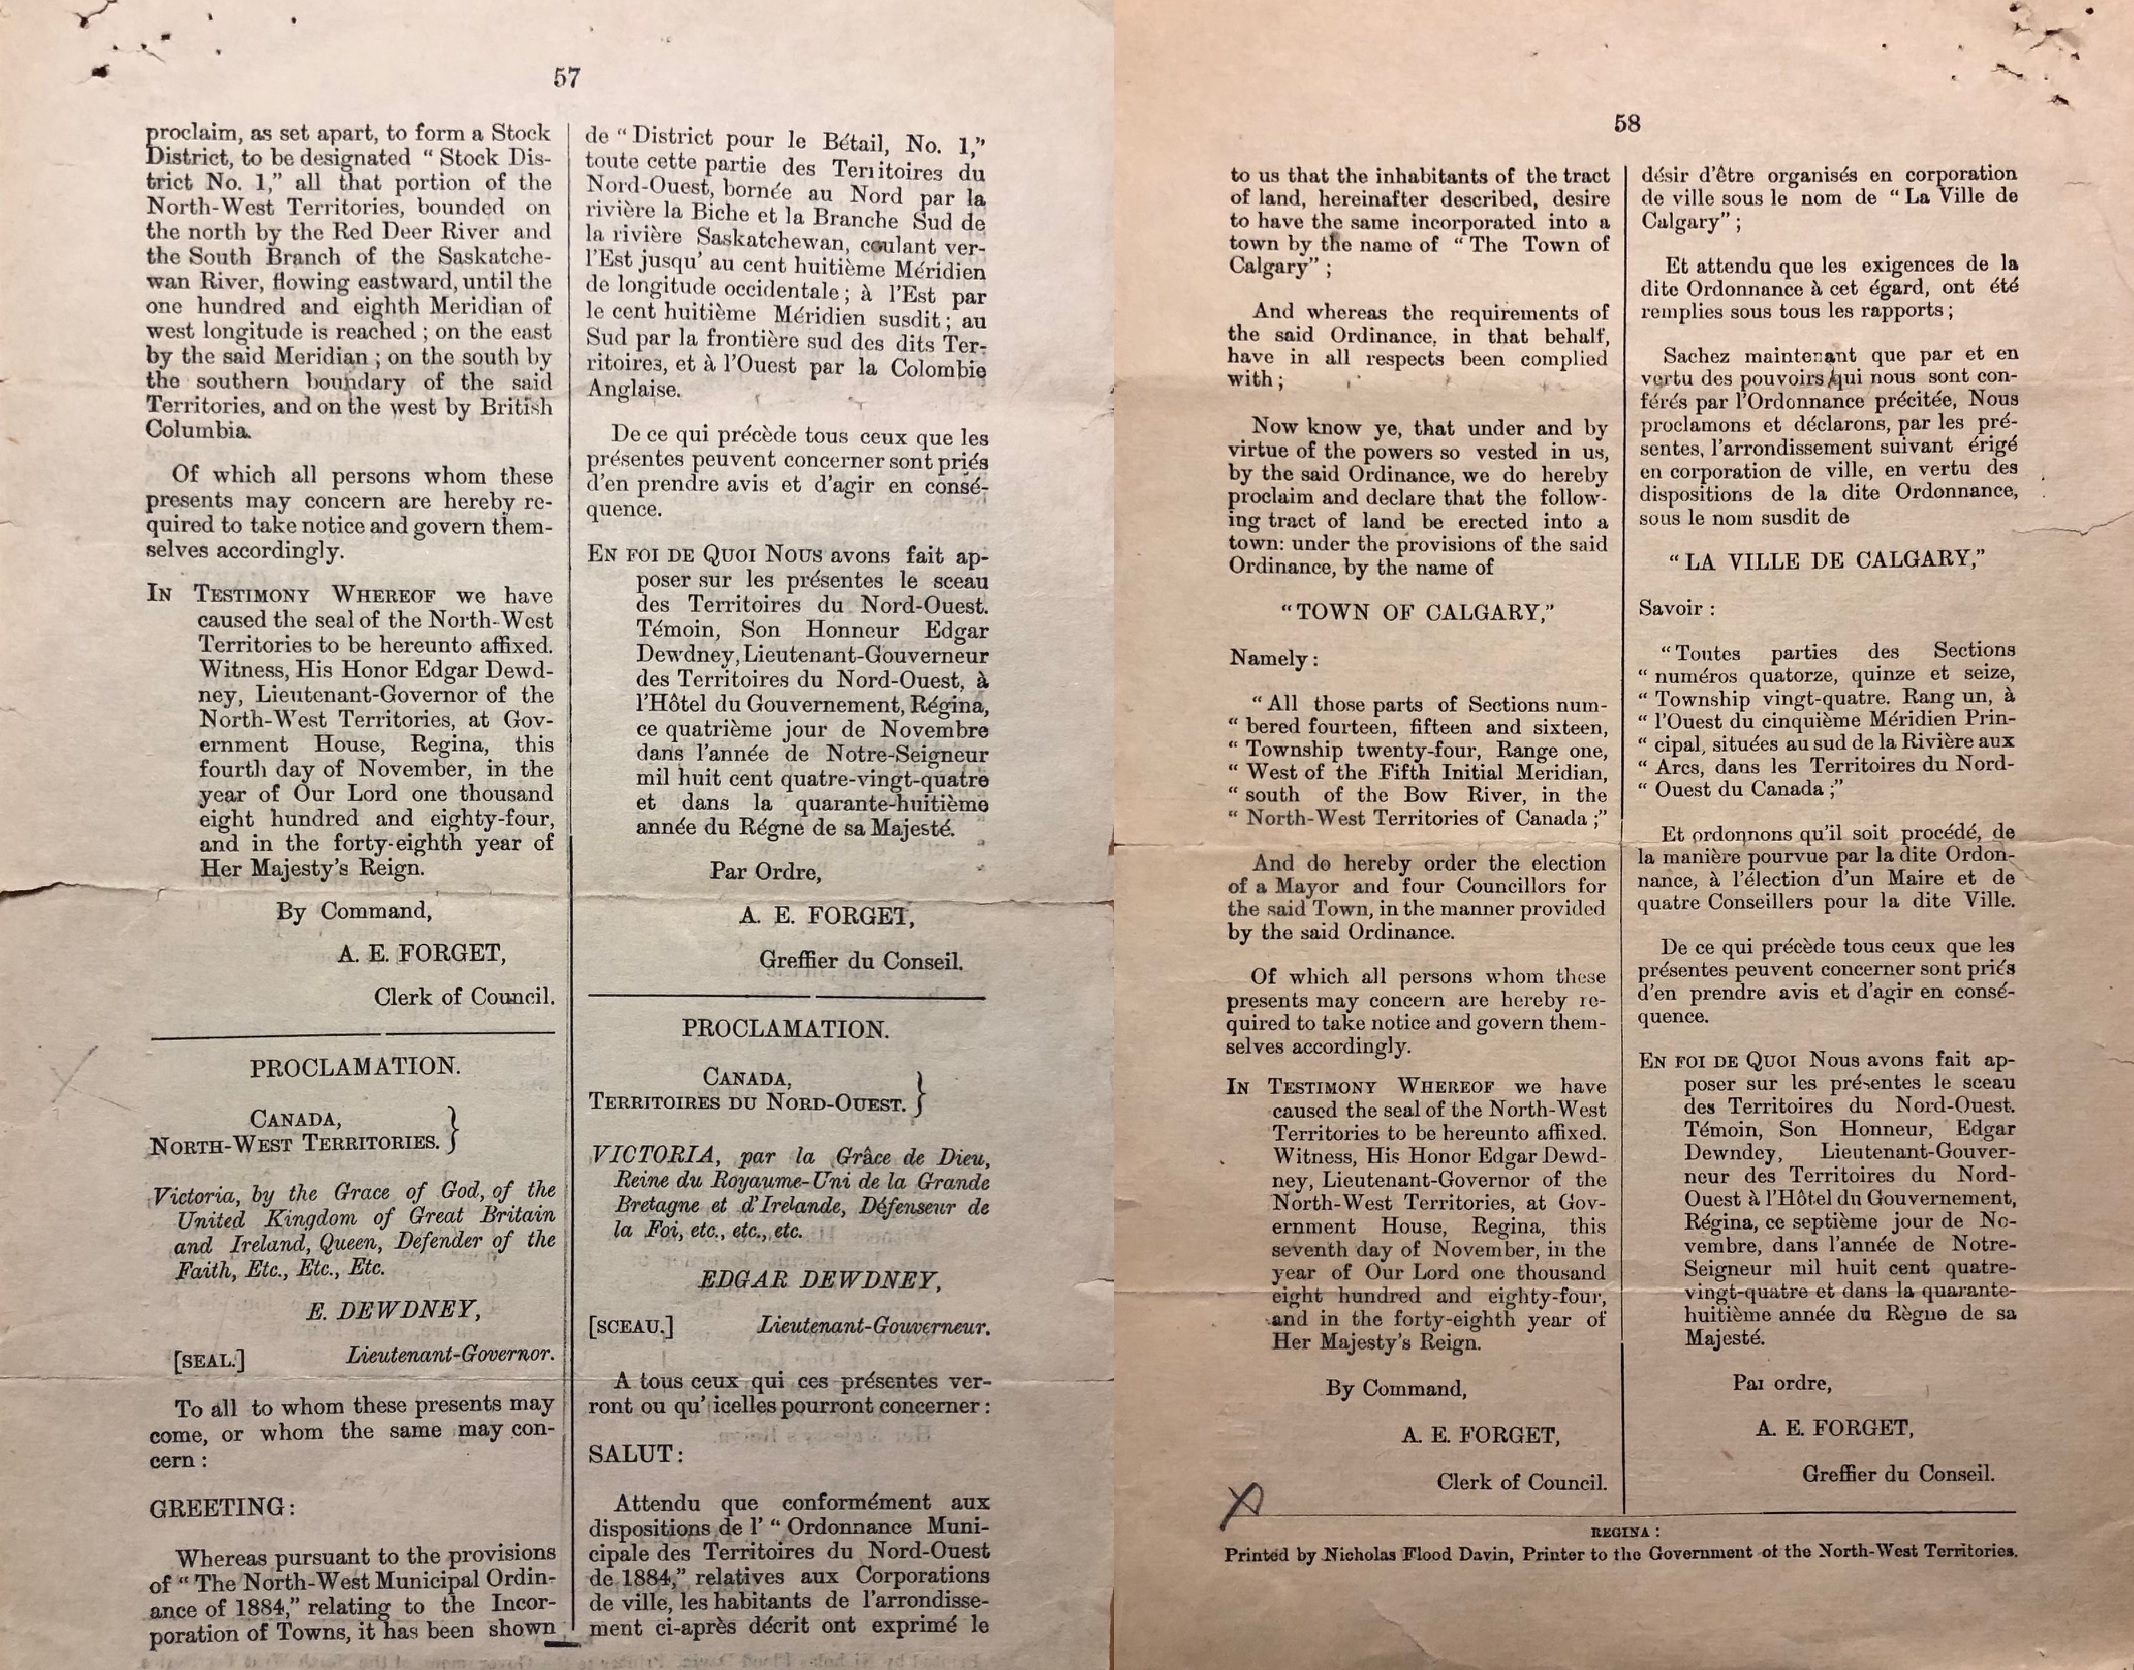 57
proclaim, as set apart, to form a Stock
District, to be designated “ Stock Dis-
trict No. 1,” all that portion of the
North-West Territories, bounded on
the north by the Red Deer River and
the South Branch of the Saskatche-
wan River, flowing eastward, until the
one hundred and eighth Meridian of
west longitude is reached ; on the east
by the said Meridian ; on the south by
the southern boundary of the said
Territories, and on the west by British
Columbia.
Of which all persons whom these
presents may concern are hereby re-
quired to take notice and govern them-
selves accordingly.
IN TESTIMONY WHEREOF we have
caused the seal of the North-West
Territories to be hereunto affixed.
Witness, His Honor Edgar Dewd-
ney, Lieutenant-Governor of the
North-West Territories, at Gov-
ernment House, Regina, this
fourth day of November, in the
year of Our Lord one thousand
eight hundred and eighty-four,
and in the forty-eighth year of
Her Majesty's Reign.
By Command,
A. E. FORGET,
Clerk of Council.
PROCLAMATION.
CANADA,
NORTH-WEST TERRITORIES. }
Victoria, by the Grace of God, of the
United Kingdom of Great Britain
and Ireland, Queen, Defender of the
Faith, Etc., Etc., Etc.
E. DEWDNEY,
[SEAL.] Lieutenant-Governor.
To all to whom these presents may
come, or whom the same may con-
cern :
GREETING:
Whereas pursuant to the provisions
of “ The North-West Municipal Ordin-
ance of 1884,” relating to the Incor-
poration of Towns, it has been shown
de “ District pour le Bétail, No. 1,”
toute cette partie des Territoires du
Nord-Ouest, bornée au Nord par la
rivière la Biche et la Branche Sud de
la rivière Saskatchewan, coulant ver-
l'Est jusqu' au cent huitième Méridien
de longitude occidentale ; à l'Est par
le cent huitième Méridien susdit ; au
Sud par la frontière sud des dits Ter-
ritoires, et à l'Ouest par la Colombie
Anglaise.
De ce qui précède tous ceux que les
présentes peuvent concerner sont priés
d'en prendre avis et d'agir en consé-
quence.
EN FOI DE QUOI NOUS avons fait ap-
poser sur les présentes le sceau
des Territoires du Nord-Ouest.
Témoin, Son Honneur Edgar
Dewdney, Lieutenant-Gouverneur
des Territoires du Nord-Ouest, à
l'Hôtel du Gouvernement, Régina,
ce quatrième jour de Novembre
dans l'année de Notre-Seigneur
mil huit cent quatre-vingt-quatre
et dans la quarante-huitième
année du Régne de sa Majesté.
Par Ordre,
A. E. FORGET,
Greffier du Conseil.
PROCLAMATION.
CANADA,
TERRITOIRES DU NORD-OUEST. }
VICTORIA, par la Grâce de Dieu,
Reine du Royaume-Uni de la Grande
Bretagne et d'Irelande, Défenseur de
la Foi, etc., etc., etc.
EDGAR DEWDNEY,
[SCEAU.] Lieutenant-Gouverneur.
A tous ceux qui ces présentes ver-
ront ou qu' icelles pourront concerner :
SALUT:
Attendu que conformément aux
dispositions de l' “ Ordonnance Muni-
cipale des Territoires du Nord-Ouest
de 1884,” relatives aux Corporations
de ville, les habitants de l'arrondisse-
ment ci-après décrit ont exprimé le
58
to us that the inhabitants of the tract
of land, hereinafter described, desire
to have the same incorporated into a
town by the name of “ The Town of
Calgary” ;
And whereas the requirements of
the said Ordinance, in that behalf,
have in all respects been complied
with ;
Now know ye, that under and by
virtue of the powers so vested in us,
by the said Ordinance, we do hereby
proclaim and declare that the follow-
ing tract of land be erected into a
town: under the provisions of the said
Ordinance, by the name of
“TOWN OF CALGARY,”
Namely :
“ All those parts of Sections num-
“ bered fourteen, fifteen and sixteen,
“ Township twenty-four, Range one,
“ West of the Fifth Initial Meridian,
“ south of the Bow River, in the
“ North-West Territories of Canada ;”
And do hereby order the election
of a Mayor and four Councillors for
the said Town, in the manner provided
by the said Ordinance.
Of which all persons whom these
presents may concern are hereby re-
quired to take notice and govern them-
selves accordingly.
IN TESTIMONY WHEREOF we have
caused the seal of the North-West
Territories to be hereunto affixed.
Witness, His Honor Edgar Dewd-
ney, Lieutenant-Governor of the
North-West Territories, at Gov-
ernment House, Regina, this
seventh day of November, in the
year of Our Lord one thousand
eight hundred and eighty-four,
and in the forty-eighth year of
Her Majesty's Reign.
By Command,
A. E. FORGET,
Clerk of Council.
désir d'être organisés en corporation
de ville sous le nom de “ La Ville de
Calgary” ;
Et attendu que les exigences de la
dite Ordonnance à cet égard, ont été
remplies sous tous les rapports ;
Sachez maintenant que par et en
vertu des pouvoirs qui nous sont con-
férés par l'Ordonnance précitée, Nous
proclamons et déclarons, par les pré-
sentes, l'arrondissement suivant érigé
en corporation de ville, en vertu des
dispositions de la dite Ordonnance,
sous le nom susdit de
“ LA VILLE DE CALGARY,”
Savoir :
“ Toutes parties des Sections
“ numéros quatorze, quinze et seize,
“ Township vingt-quatre. Rang un, à
“ l'Ouest du cinquième Méridien Prin-
“ cipal, situées au sud de la Rivière aux
“ Arcs, dans les Territoires du Nord-
“ Ouest du Canada ;”
Et ordonnons qu'il soit procédé, de
la manière pourvue par la dite Ordon-
nance, à l'élection d'un Maire et de
quatre Conseillers pour la dite Ville.
De ce qui précède tous ceux que les
présentes peuvent concerner sont priés
d'en prendre avis et d'agir en consé-
quence.
EN FOI DE QUOI Nous avons fait ap-
poser sur les présentes le sceau
des Territoires du Nord-Ouest.
Témoin, Son Honneur, Edgar
Dewndey, Lieutenant-Gouver-
neur des Territoires du Nord-
Ouest à l'Hôtel du Gouvernement,
Régina, ce septième jour de No-
vembre, dans l'année de Notre-
Seigneur mil huit cent quatre-
vingt-quatre et dans la quarante-
huitième année du Règne de sa
Majesté.
Par ordre,
A. E. FORGET,
Greffier du Conseil.
REGINA :
Printed by Nicholas Flood Davin, Printer to the Government of the North-West Territories.